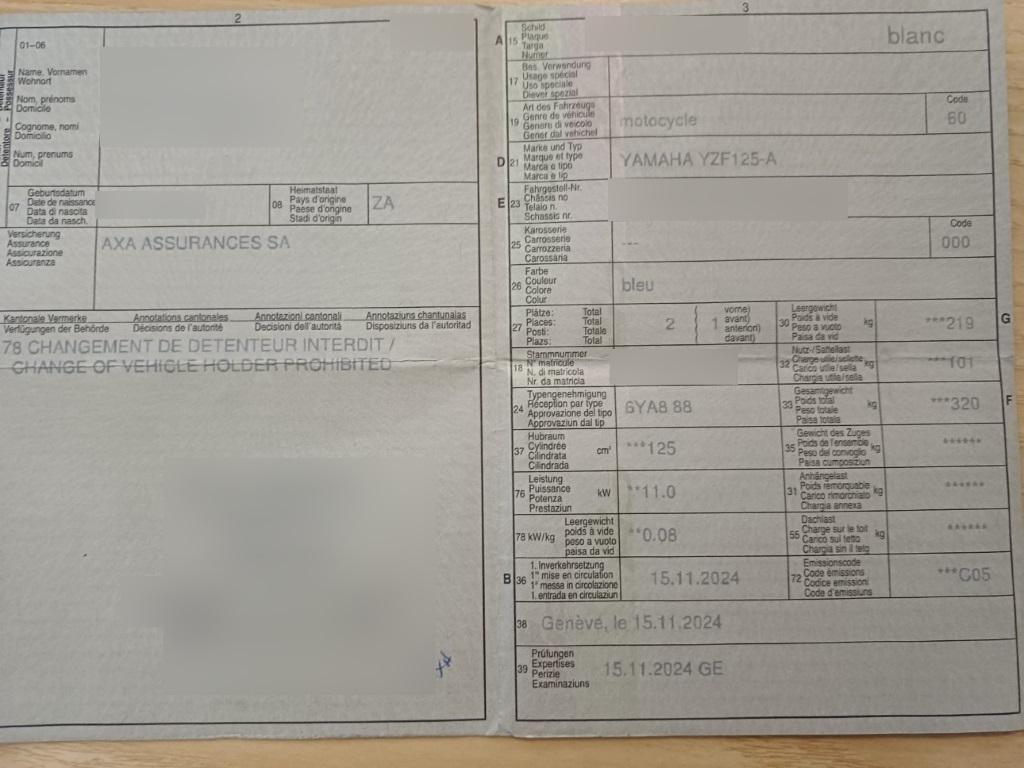 2
01–06
Name, Vornamen
Wohnort
Nom, prénoms
Domicile
Cognome, nomi
Domicilio
Num, prenums
Domicil
07
Geburtsdatum
Date de naissance
Data di nascita
Data da nasch.
08
Heimatstaat
Pays d'origine
Paese d'origine
Stadi d'origin
ZA
Versicherung
Assurance
Assicurazione
Assicuranza
AXA ASSURANCES SA
Kantonale Vermerke Annotations cantonales Annotazioni cantonali Annotaziuns chantunalas
Verfügungen der Behörde Décisions de l'autorité Decisioni dell'autorità Disposiziuns da l'autoritad
78 CHANGEMENT DE DETENTEUR INTERDIT /
CHANGE OF VEHICLE HOLDER PROHIBITED
3
A 15
Schild
Plaque
Targa
Numer
blanc
17
Bes. Verwendung
Usage spécial
Uso speciale
Diever spezial
19
Art des Fahrzeugs
Genre de véhicule
Genere di veicolo
Gener dal vehichel
motocycle
Code
60
D 21
Marke und Typ
Marque et type
Marca e tipo
Marca e tip
YAMAHA YZF125-A
E 23
Fahrgestell-Nr.
Châssis no
Telaio n.
Schassis nr.
25
Karosserie
Carrosserie
Carrozzeria
Carossaria
---
Code
000
26
Farbe
Couleur
Colore
Colur
bleu
27
Plätze: Total
Places: Total
Posti: Totale
Plazs: Total
2
( vorne)
1 avant)
anteriori)
( davant)
30
Leergewicht
Poids à vide
Peso a vuoto
Paisa da vid
kg
***219
G
18
Stammnummer
N° matricule
N. di matricola
Nr. da matricla
32
Nutz-/Sattellast
Charge utile/sellette
Carico utile/sella
Chargia utila/sella
kg
***101
24
Typengenehmigung
Réception par type
Approvazione del tipo
Approvaziun dal tip
6YA8 88
33
Gesamtgewicht
Poids total
Peso totale
Paisa totala
kg
***320
F
37
Hubraum
Cylindrée
Cilindrata
Cilindrada
cm³
***125
35
Gewicht des Zuges
Poids de l'ensemble
Peso del convoglio
Paisa cumposiziun
kg
******
76
Leistung
Puissance
Potenza
Prestaziun
kW
**11.0
31
Anhängelast
Poids remorquable
Carico rimorchiato
Chargia annexa
kg
******
78 kW/kg
Leergewicht
poids à vide
peso a vuoto
paisa da vid
**0.08
55
Dachlast
Charge sur le toit
Carico sul tetto
Chargia sin il tetg
kg
******
B 36
1. Inverkehrsetzung
1re mise en circulation
1a messa in circolazione
1. entrada en circulaziun
15.11.2024
72
Emissionscode
Code émissions
Codice emissioni
Code d'emissiuns
***G05
38 Genève, le 15.11.2024
39
Prüfungen
Expertises
Perizie
Examinaziuns
15.11.2024 GE